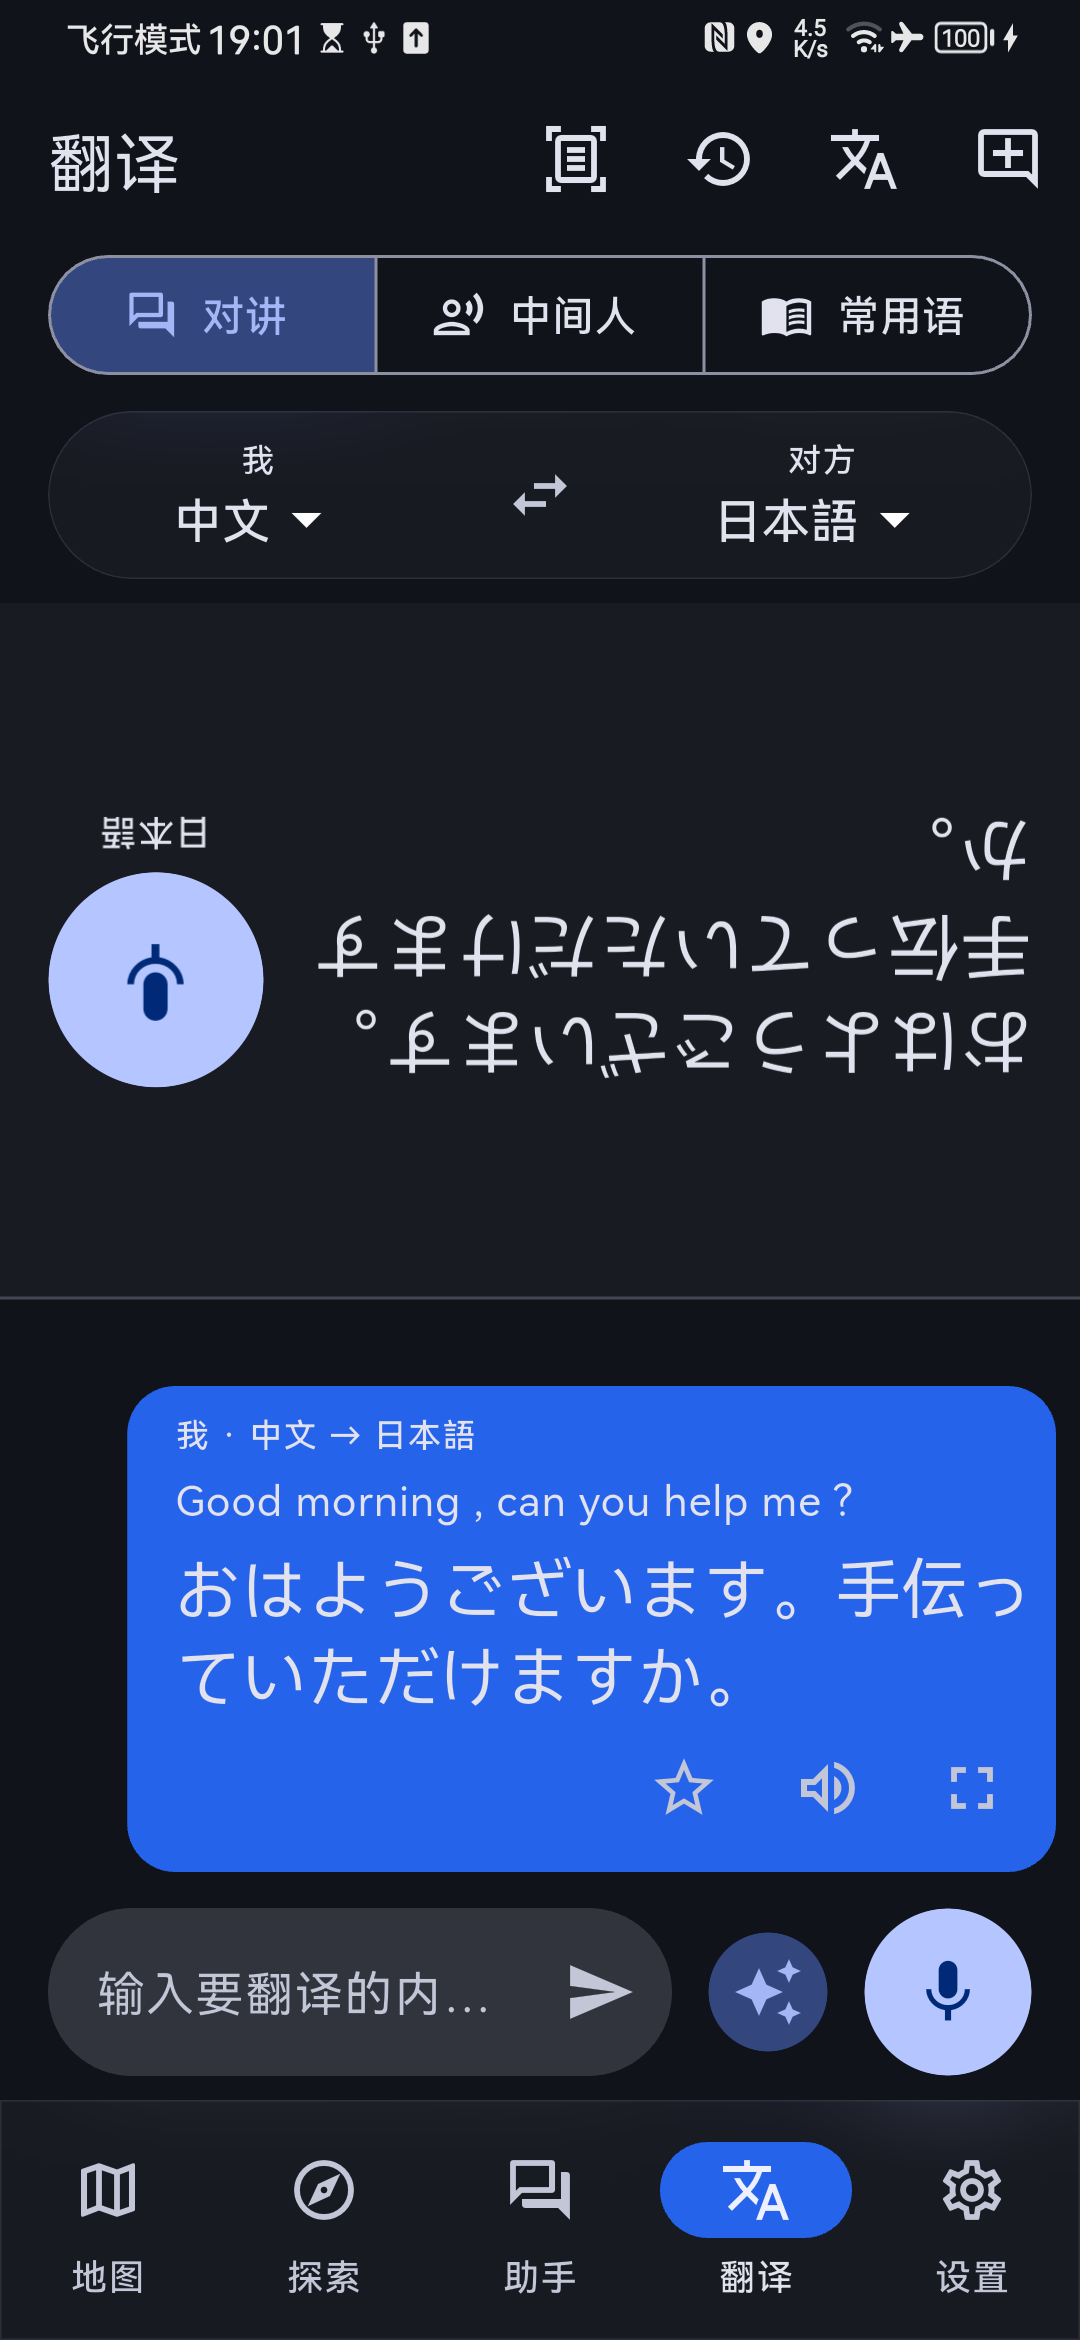 飞行模式 19:01
4.5 K/s
100
翻译
对讲
中间人
常用语
我
中文
对方
日本語
日本語
おはようございます。
手伝っていただけます
か。
我 · 中文 → 日本語
Good morning , can you help me ?
おはようございます。手伝っ
ていただけますか。
输入要翻译的内...
地图
探索
助手
翻译
设置